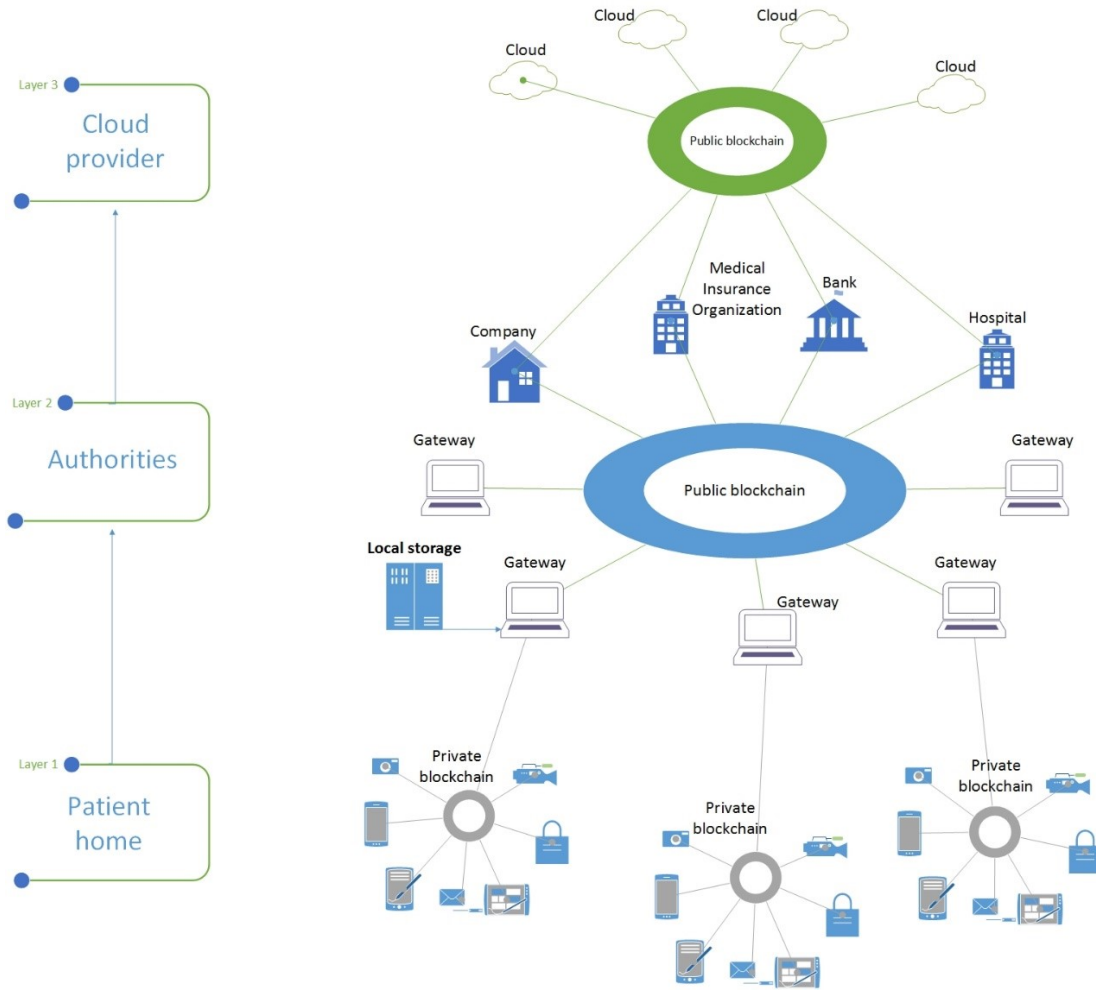 Layer 3
Cloud
provider
Layer 2
Authorities
Layer 1
Patient
home
Cloud
Cloud
Cloud
Cloud
Public blockchain
Medical
Insurance
Organization
Bank
Company
Hospital
Gateway
Gateway
Public blockchain
Local storage
Gateway
Gateway
Gateway
Private
blockchain
Private
blockchain
Private
blockchain